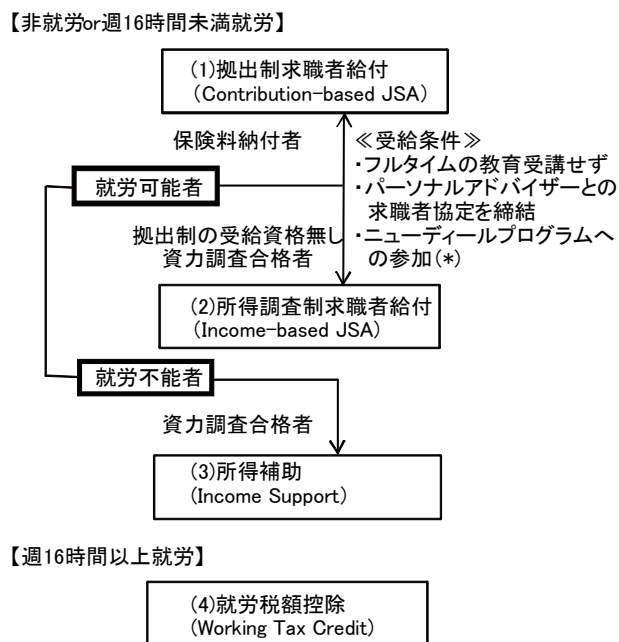 【非就労or週16時間未満就労】
(1)拠出制求職者給付
(Contribution-based JSA)
保険料納付者
≪受給条件≫
・フルタイムの教育受講せず
・パーソナルアドバイザーとの
求職者協定を締結
・ニューディールプログラムへ
の参加(*)
就労可能者
拠出制の受給資格無し
資力調査合格者
(2)所得調査制求職者給付
(Income-based JSA)
就労不能者
資力調査合格者
(3)所得補助
(Income Support)
【週16時間以上就労】
(4)就労税額控除
(Working Tax Credit)